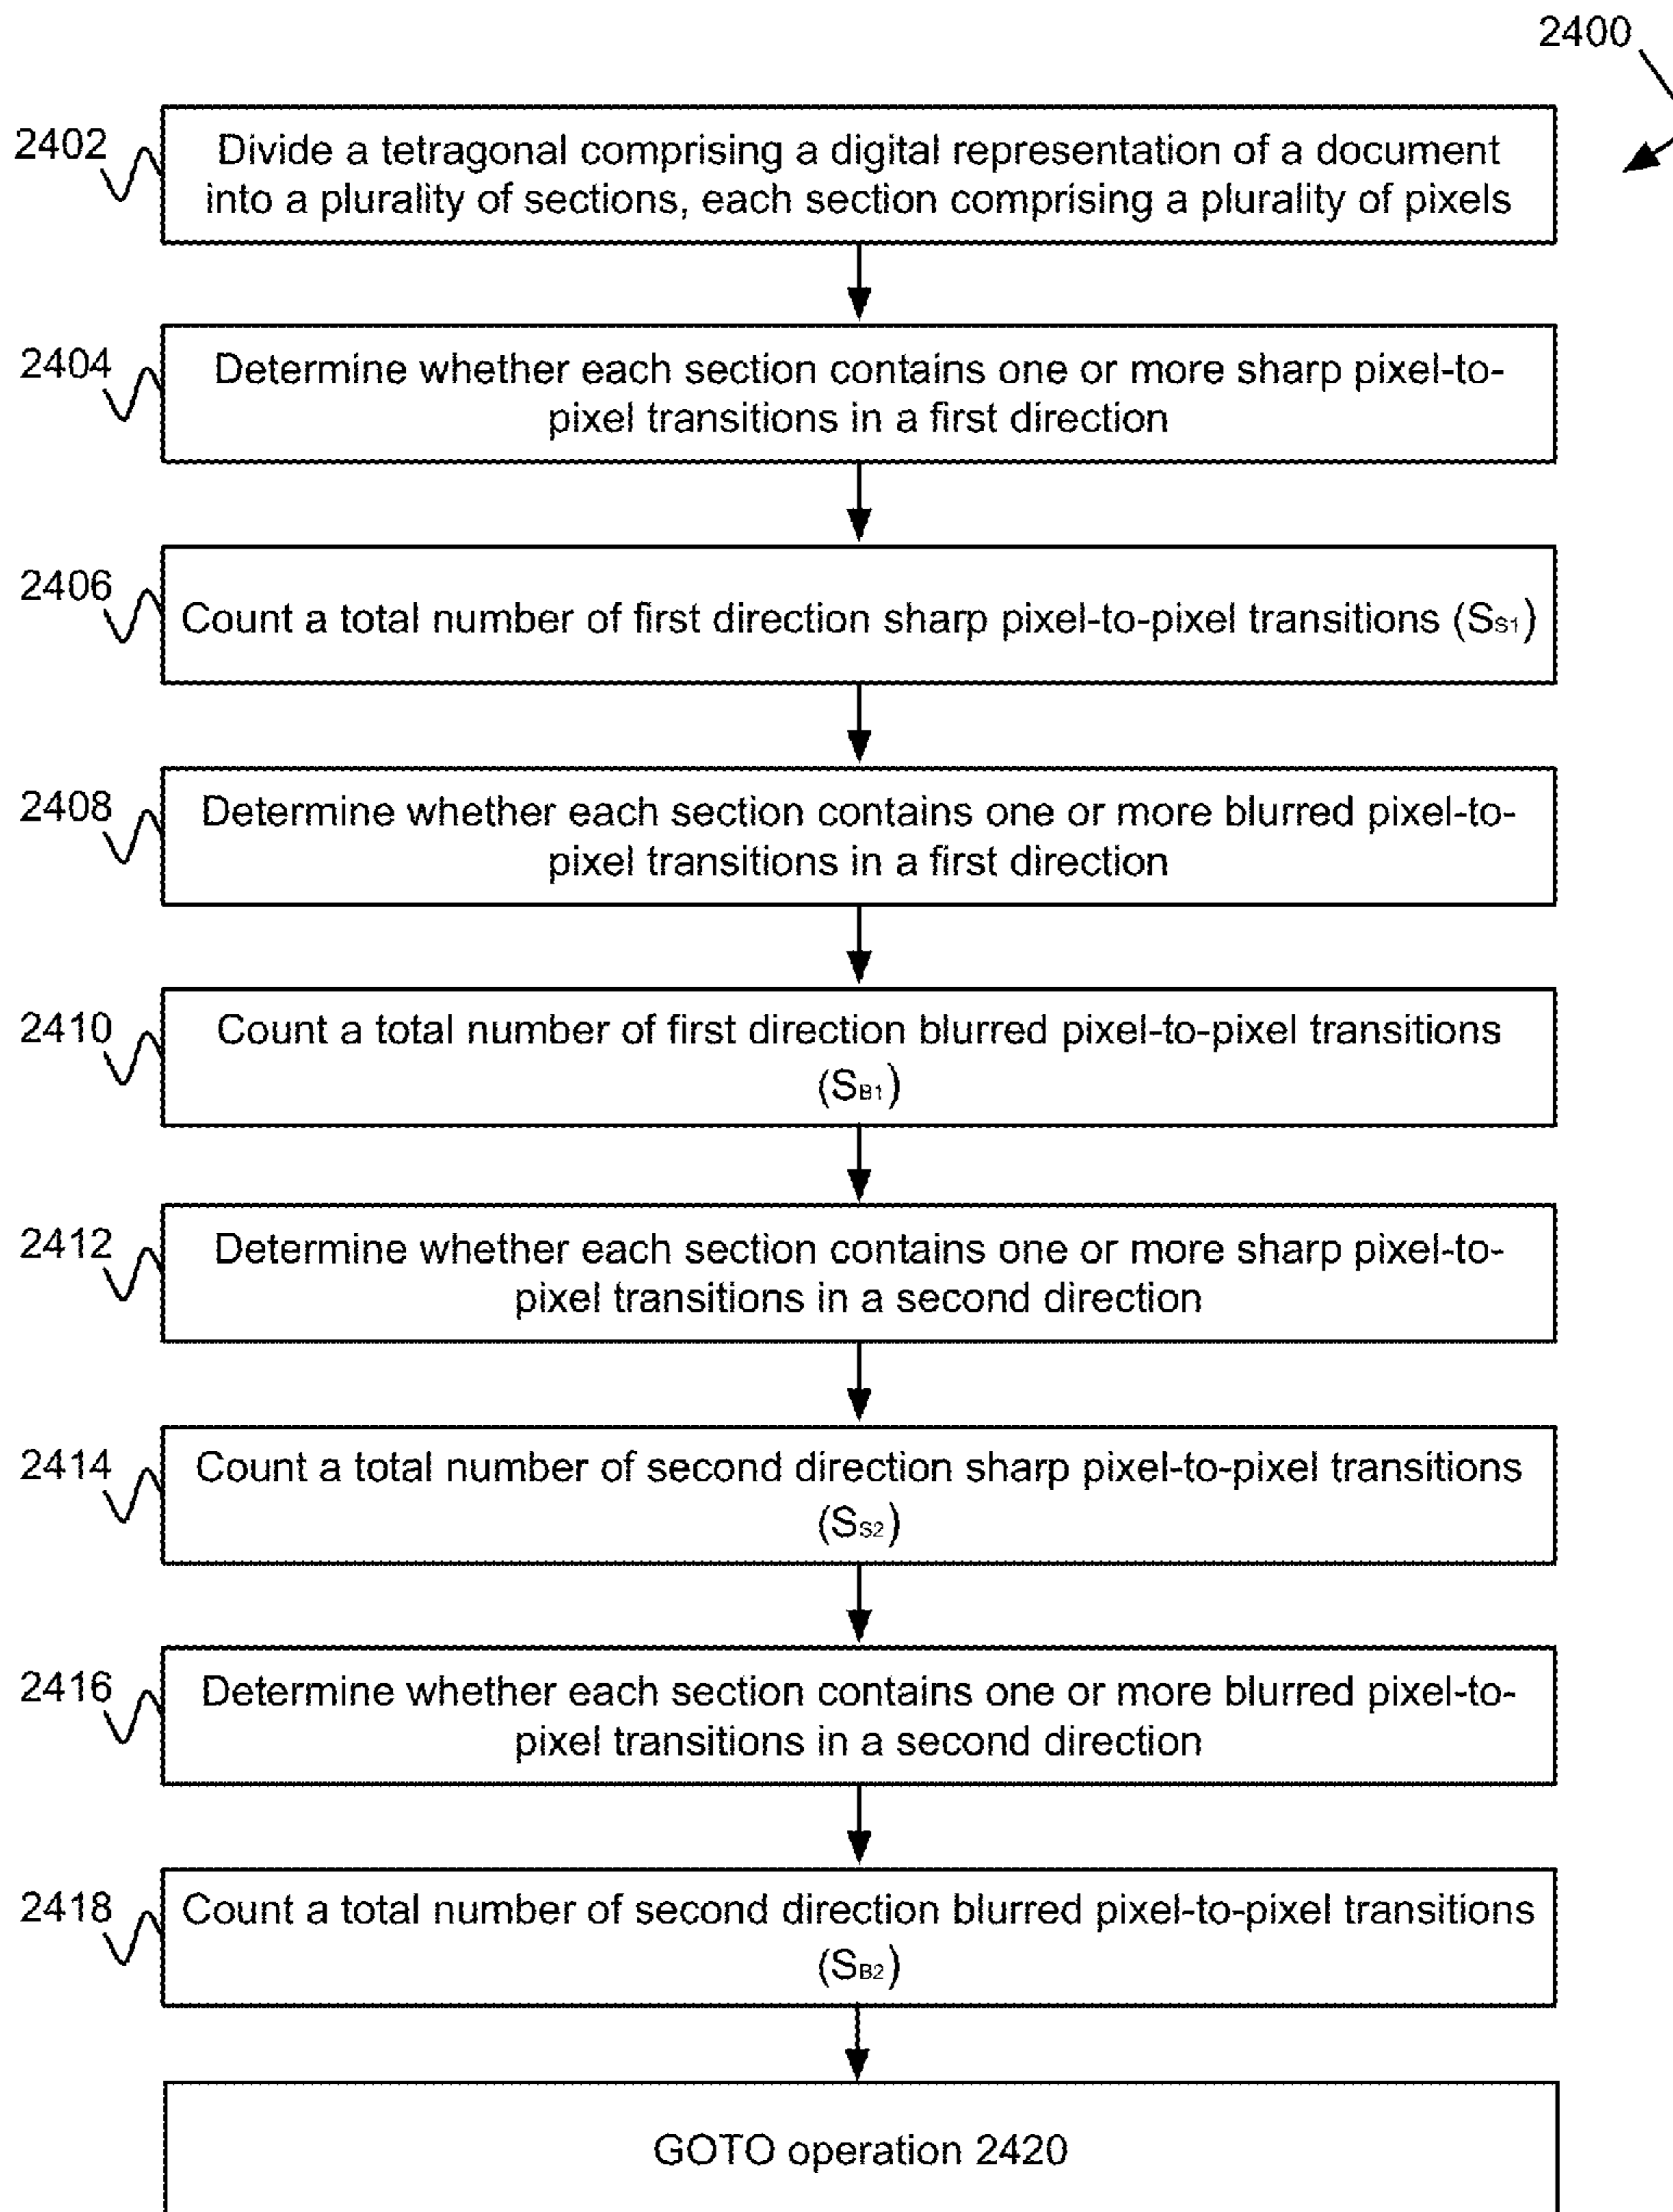 2400
2402
Divide a tetragonal comprising a digital representation of a document
into a plurality of sections, each section comprising a plurality of pixels
2404
Determine whether each section contains one or more sharp pixel-to-
pixel transitions in a first direction
2406
Count a total number of first direction sharp pixel-to-pixel transitions (SS1)
2408
Determine whether each section contains one or more blurred pixel-to-
pixel transitions in a first direction
2410
Count a total number of first direction blurred pixel-to-pixel transitions
(SB1)
2412
Determine whether each section contains one or more sharp pixel-to-
pixel transitions in a second direction
2414
Count a total number of second direction sharp pixel-to-pixel transitions
(SS2)
2416
Determine whether each section contains one or more blurred pixel-to-
pixel transitions in a second direction
2418
Count a total number of second direction blurred pixel-to-pixel transitions
(SB2)
GOTO operation 2420